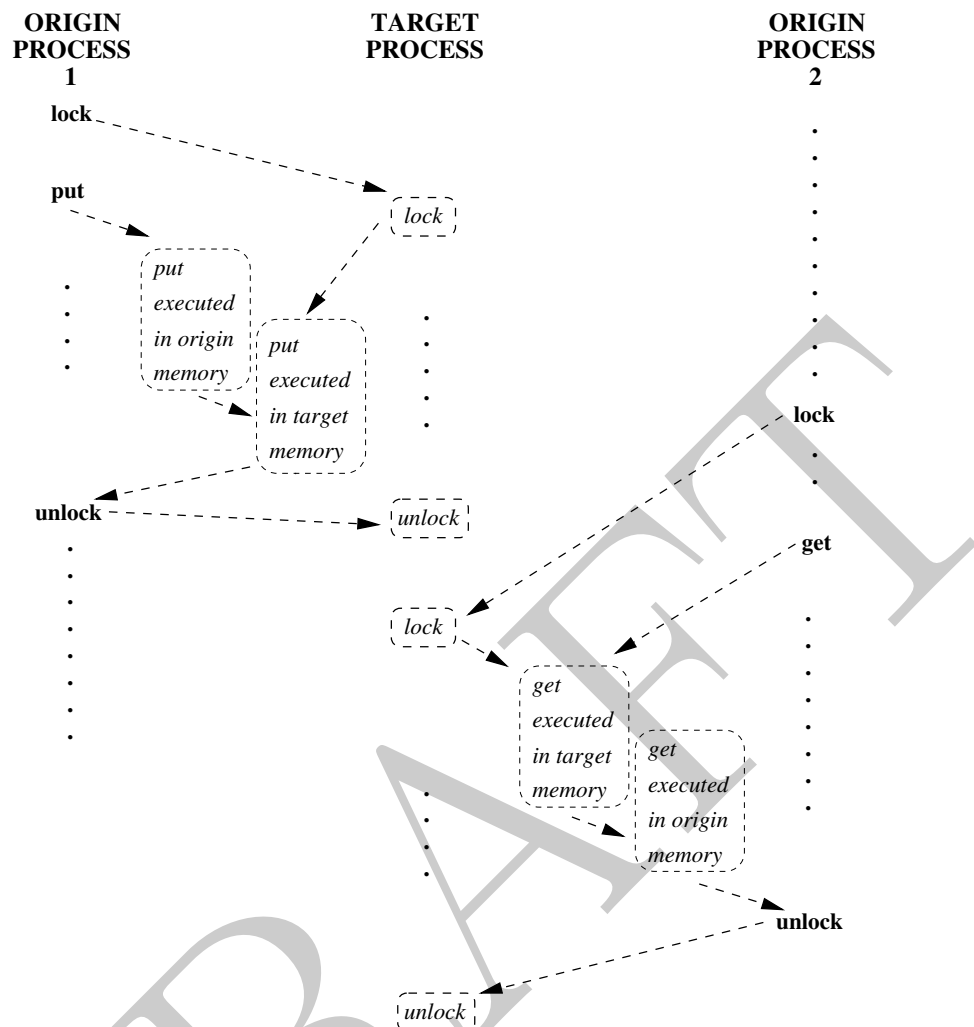 ORIGIN
PROCESS
1
TARGET
PROCESS
ORIGIN
PROCESS
2
lock
put
lock
put
executed
in origin
memory
put
executed
in target
memory
lock
unlock
unlock
get
lock
get
executed
in target
memory
get
executed
in origin
memory
unlock
unlock
RAFT